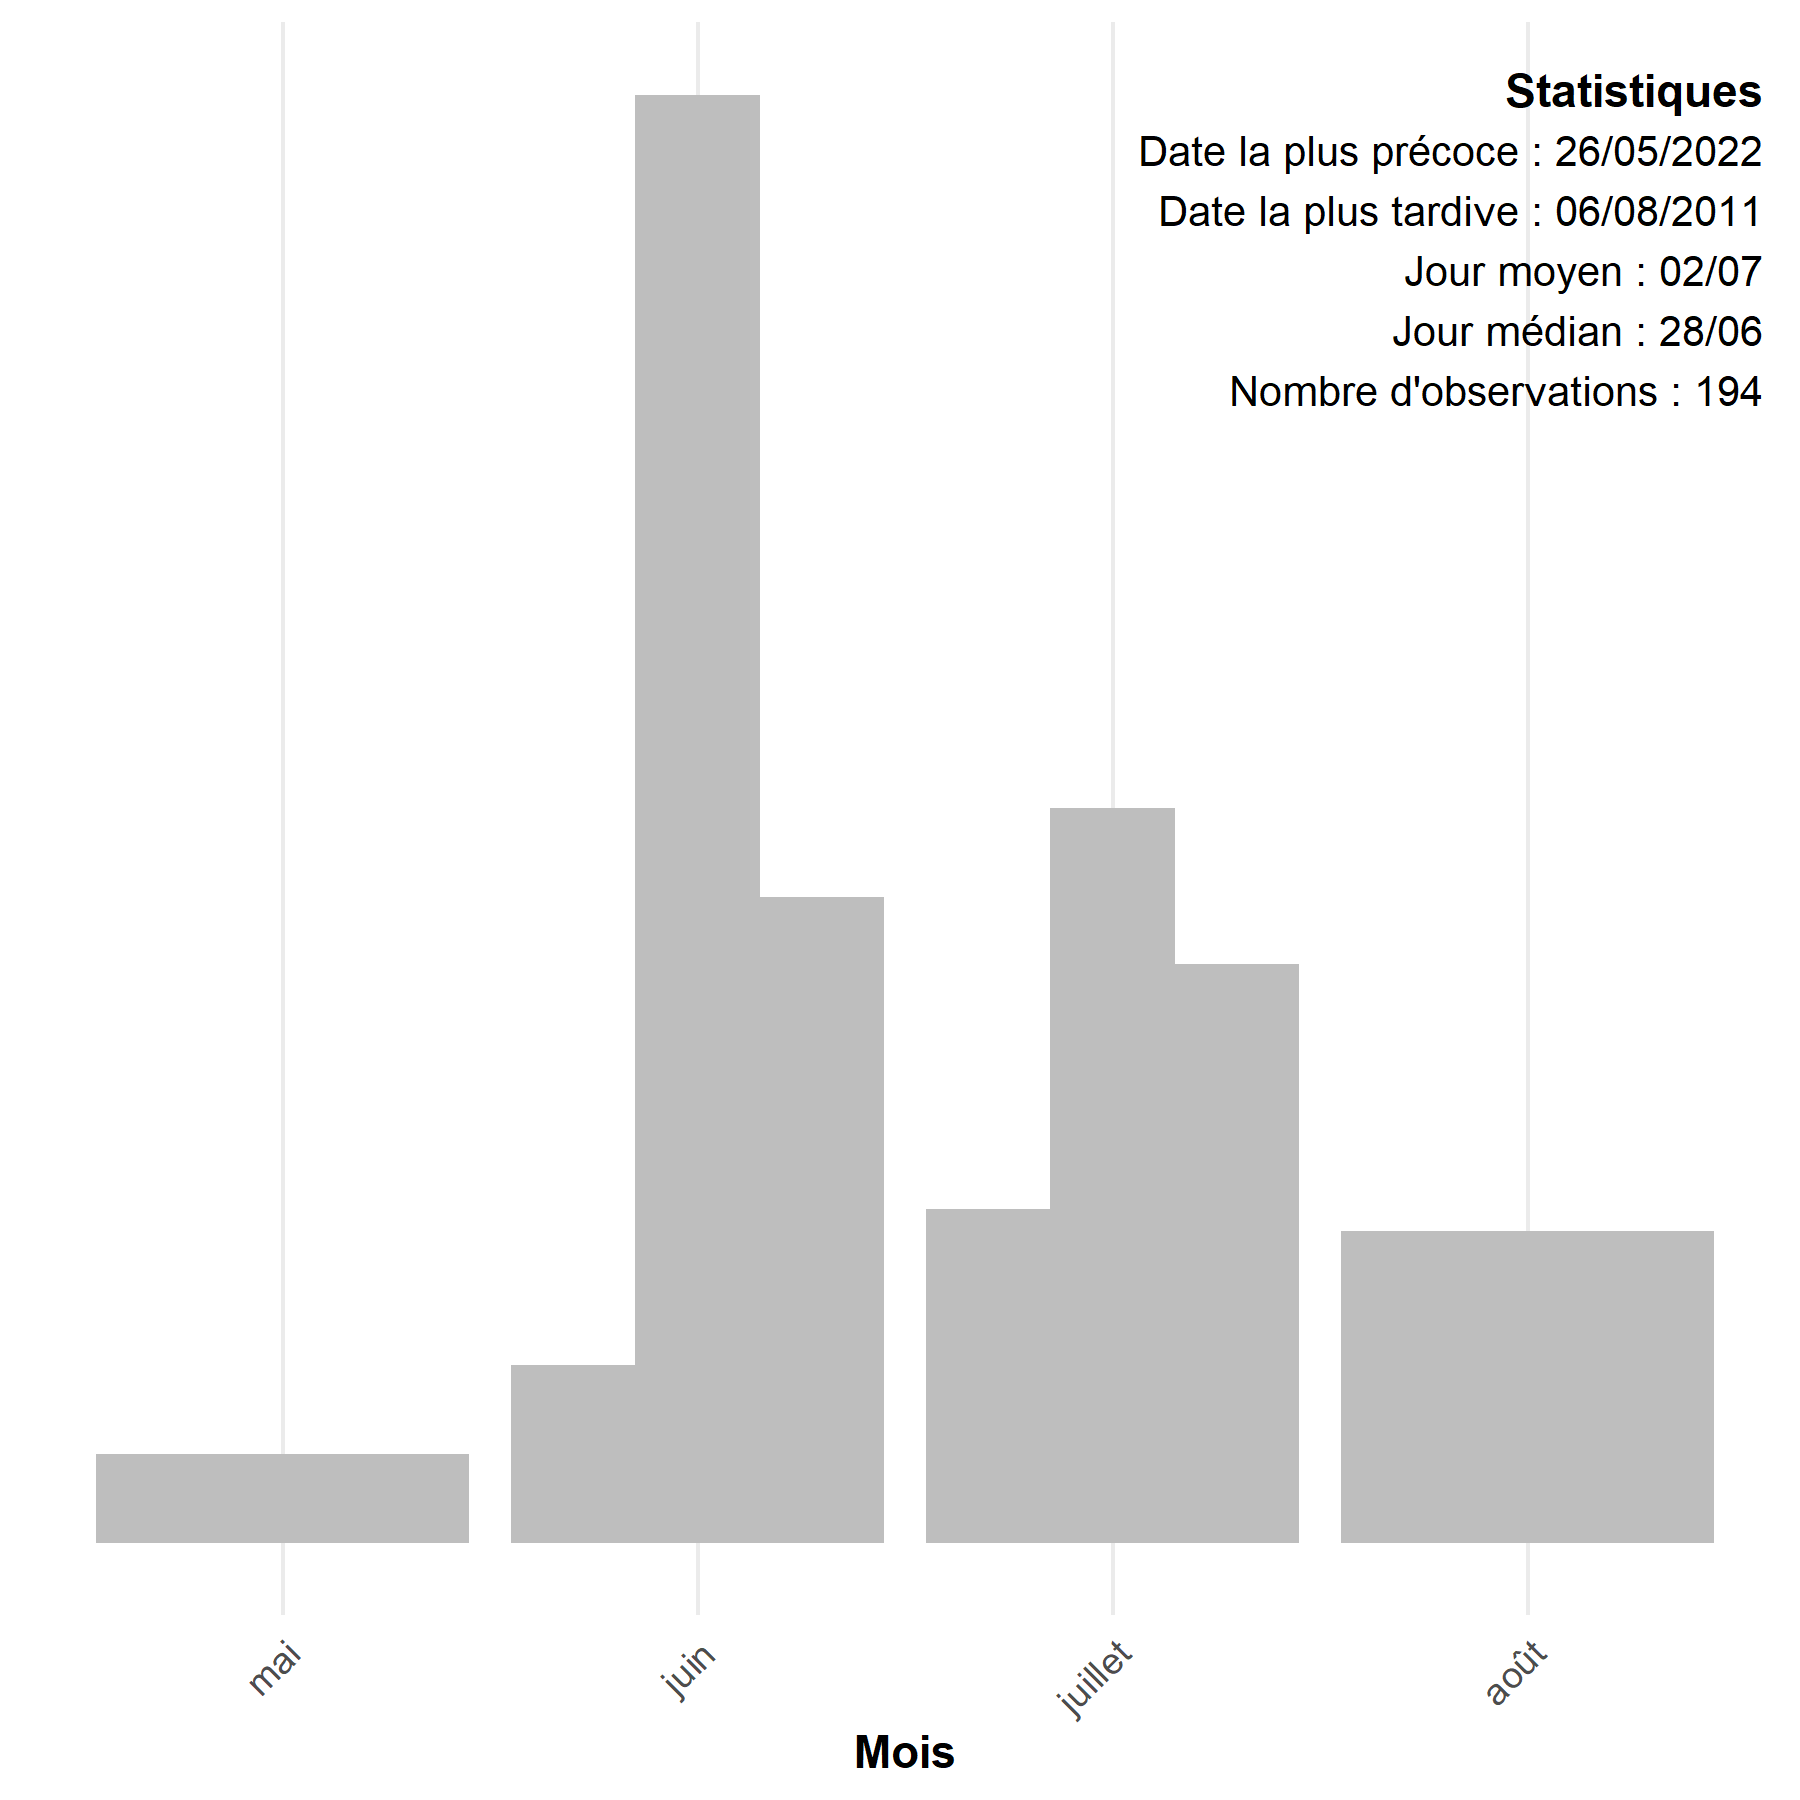 Statistiques
Date la plus précoce : 26/05/2022
Date la plus tardive : 06/08/2011
Jour moyen : 02/07
Jour médian : 28/06
Nombre d'observations : 194
mai
juin
juillet
août
Mois